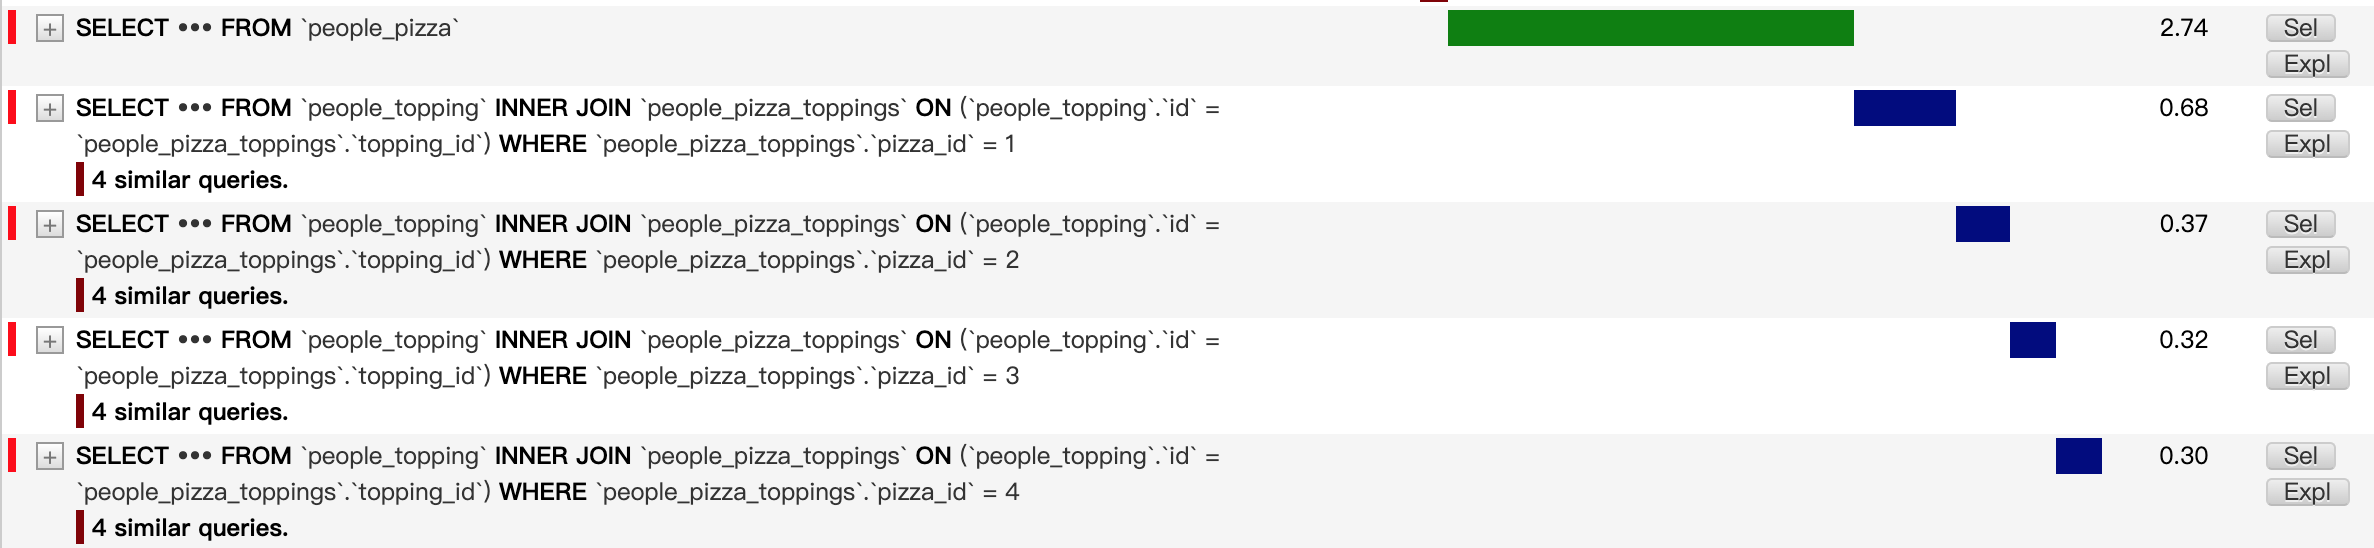 + SELECT ••• FROM `people_pizza` 2.74 Sel
Expl
+ SELECT ••• FROM `people_topping` INNER JOIN `people_pizza_toppings` ON (`people_topping`.`id` = 0.68 Sel
`people_pizza_toppings`.`topping_id`) WHERE `people_pizza_toppings`.`pizza_id` = 1 Expl
4 similar queries.
+ SELECT ••• FROM `people_topping` INNER JOIN `people_pizza_toppings` ON (`people_topping`.`id` = 0.37 Sel
`people_pizza_toppings`.`topping_id`) WHERE `people_pizza_toppings`.`pizza_id` = 2 Expl
4 similar queries.
+ SELECT ••• FROM `people_topping` INNER JOIN `people_pizza_toppings` ON (`people_topping`.`id` = 0.32 Sel
`people_pizza_toppings`.`topping_id`) WHERE `people_pizza_toppings`.`pizza_id` = 3 Expl
4 similar queries.
+ SELECT ••• FROM `people_topping` INNER JOIN `people_pizza_toppings` ON (`people_topping`.`id` = 0.30 Sel
`people_pizza_toppings`.`topping_id`) WHERE `people_pizza_toppings`.`pizza_id` = 4 Expl
4 similar queries.